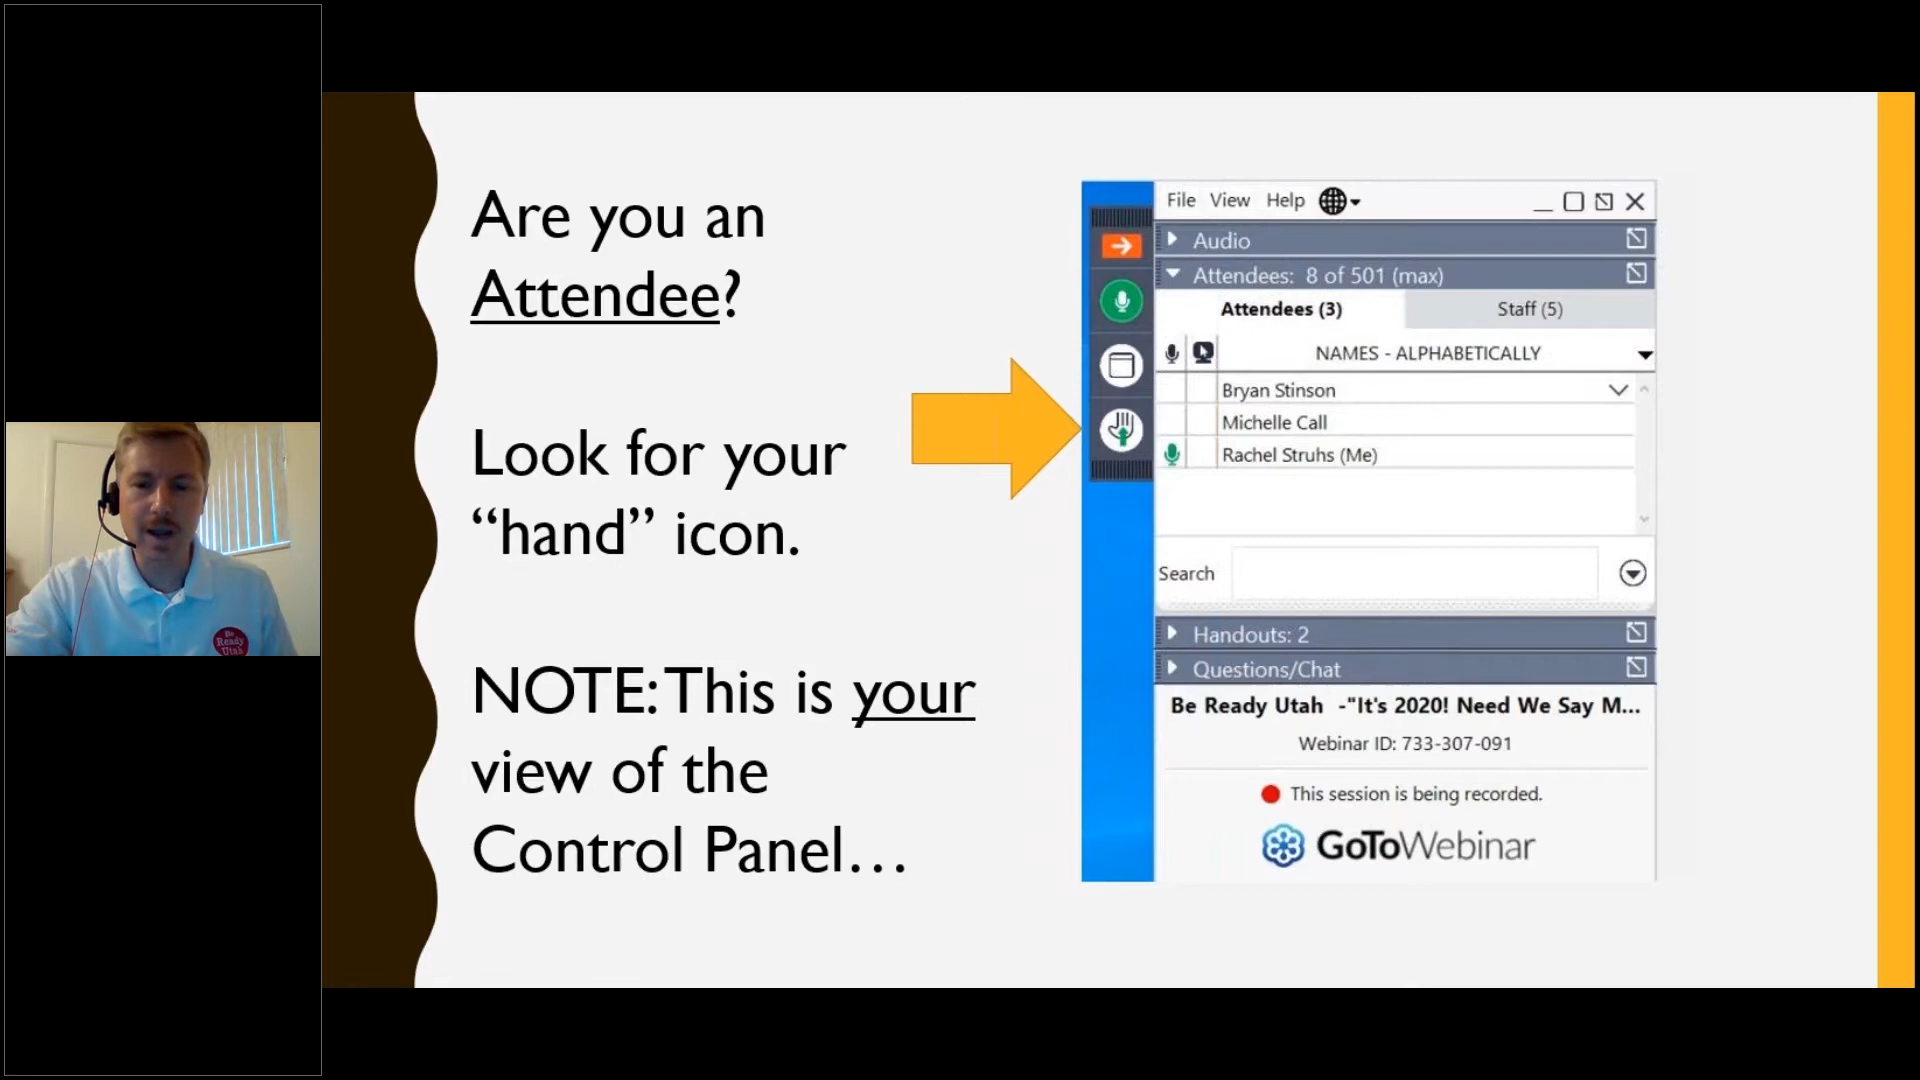 Are you an
Attendee?
Look for your
“hand” icon.
NOTE: This is your
view of the
Control Panel…
File View Help
Audio
Attendees: 8 of 501 (max)
Attendees (3) Staff (5)
NAMES - ALPHABETICALLY
Bryan Stinson
Michelle Call
Rachel Struhs (Me)
Search
Handouts: 2
Questions/Chat
Be Ready Utah -"It's 2020! Need We Say M...
Webinar ID: 733-307-091
This session is being recorded.
GoToWebinar
Be
Ready
Utah